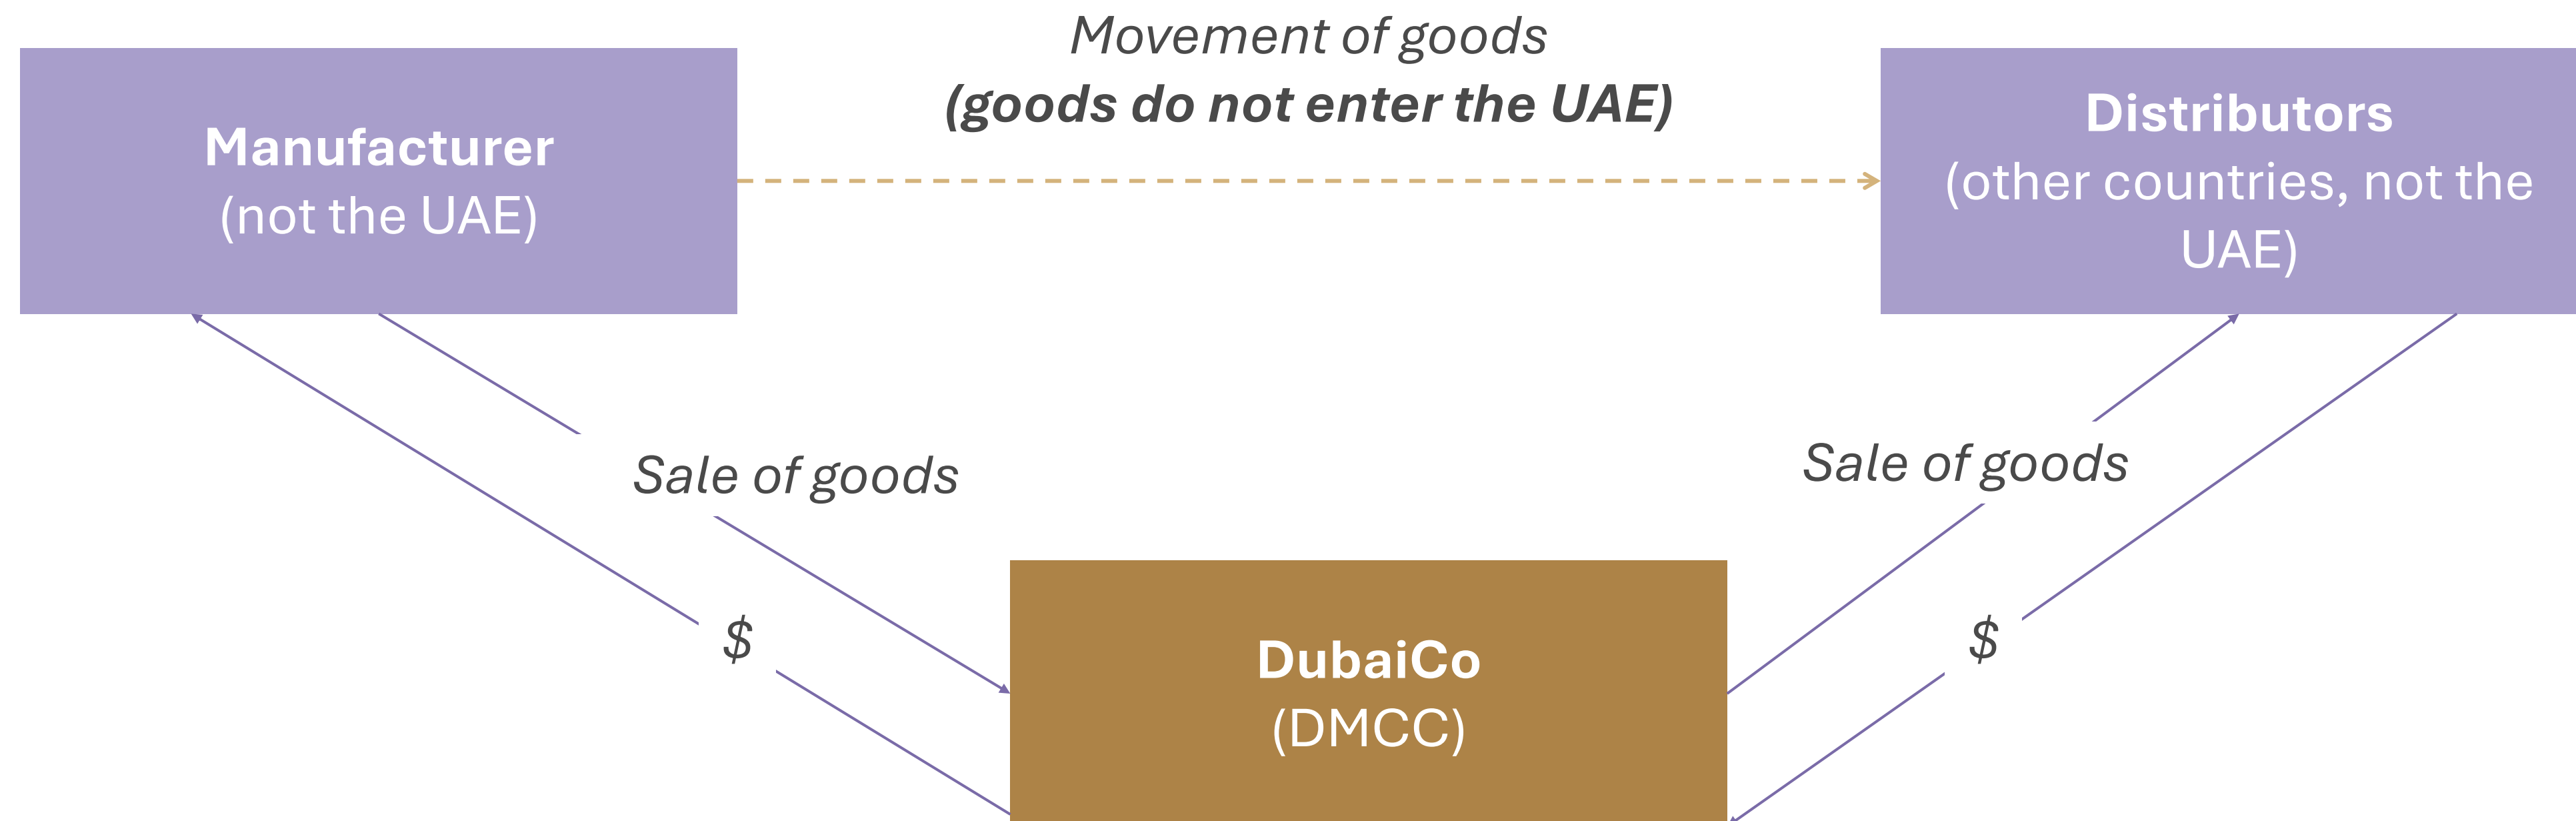 Movement of goods
(goods do not enter the UAE)
Manufacturer
(not the UAE)
Distributors
(other countries, not the
UAE)
Sale of goods
Sale of goods
$
$
DubaiCo
(DMCC)